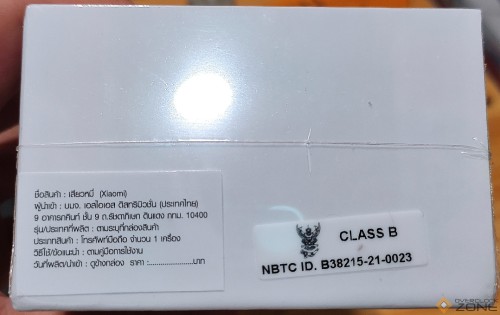 ชื่อสินค้า : เสียวหมี่ (Xiaomi)
ผู้นำเข้า : บมจ. เอสไอเอส ดิสทริบิวชั่น (ประเทศไทย)
9 อาคารภคินท์ ชั้น 9 ถ.รัชดาภิเษก ดินแดง กทม. 10400
รุ่น/ประเทศที่ผลิต : ตามระบุที่กล่องสินค้า
ประเภทสินค้า : โทรศัพท์มือถือ จำนวน 1 เครื่อง
วิธีใช้/ข้อแนะนำ : ตามคู่มือการใช้งาน
วันที่ผลิต/นำเข้า : ดูข้างกล่อง ราคา :....................บาท
CLASS B
NBTC ID. B38215-21-0023
OVERCLOCK
ZONE